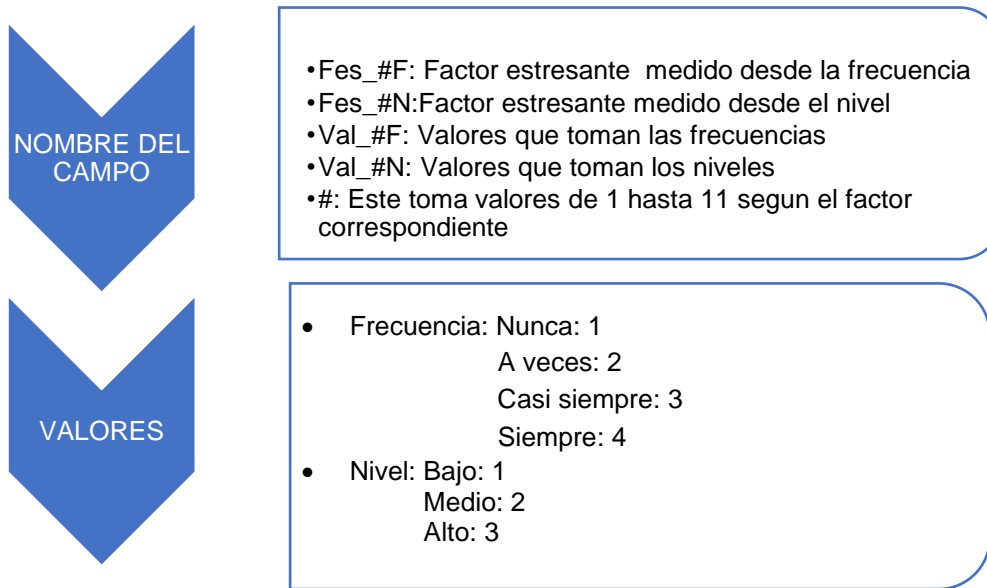 NOMBRE DEL
CAMPO
•Fes_#F: Factor estresante medido desde la frecuencia
•Fes_#N:Factor estresante medido desde el nivel
•Val_#F: Valores que toman las frecuencias
•Val_#N: Valores que toman los niveles
•#: Este toma valores de 1 hasta 11 segun el factor
correspondiente
VALORES
• Frecuencia: Nunca: 1
A veces: 2
Casi siempre: 3
Siempre: 4
• Nivel: Bajo: 1
Medio: 2
Alto: 3